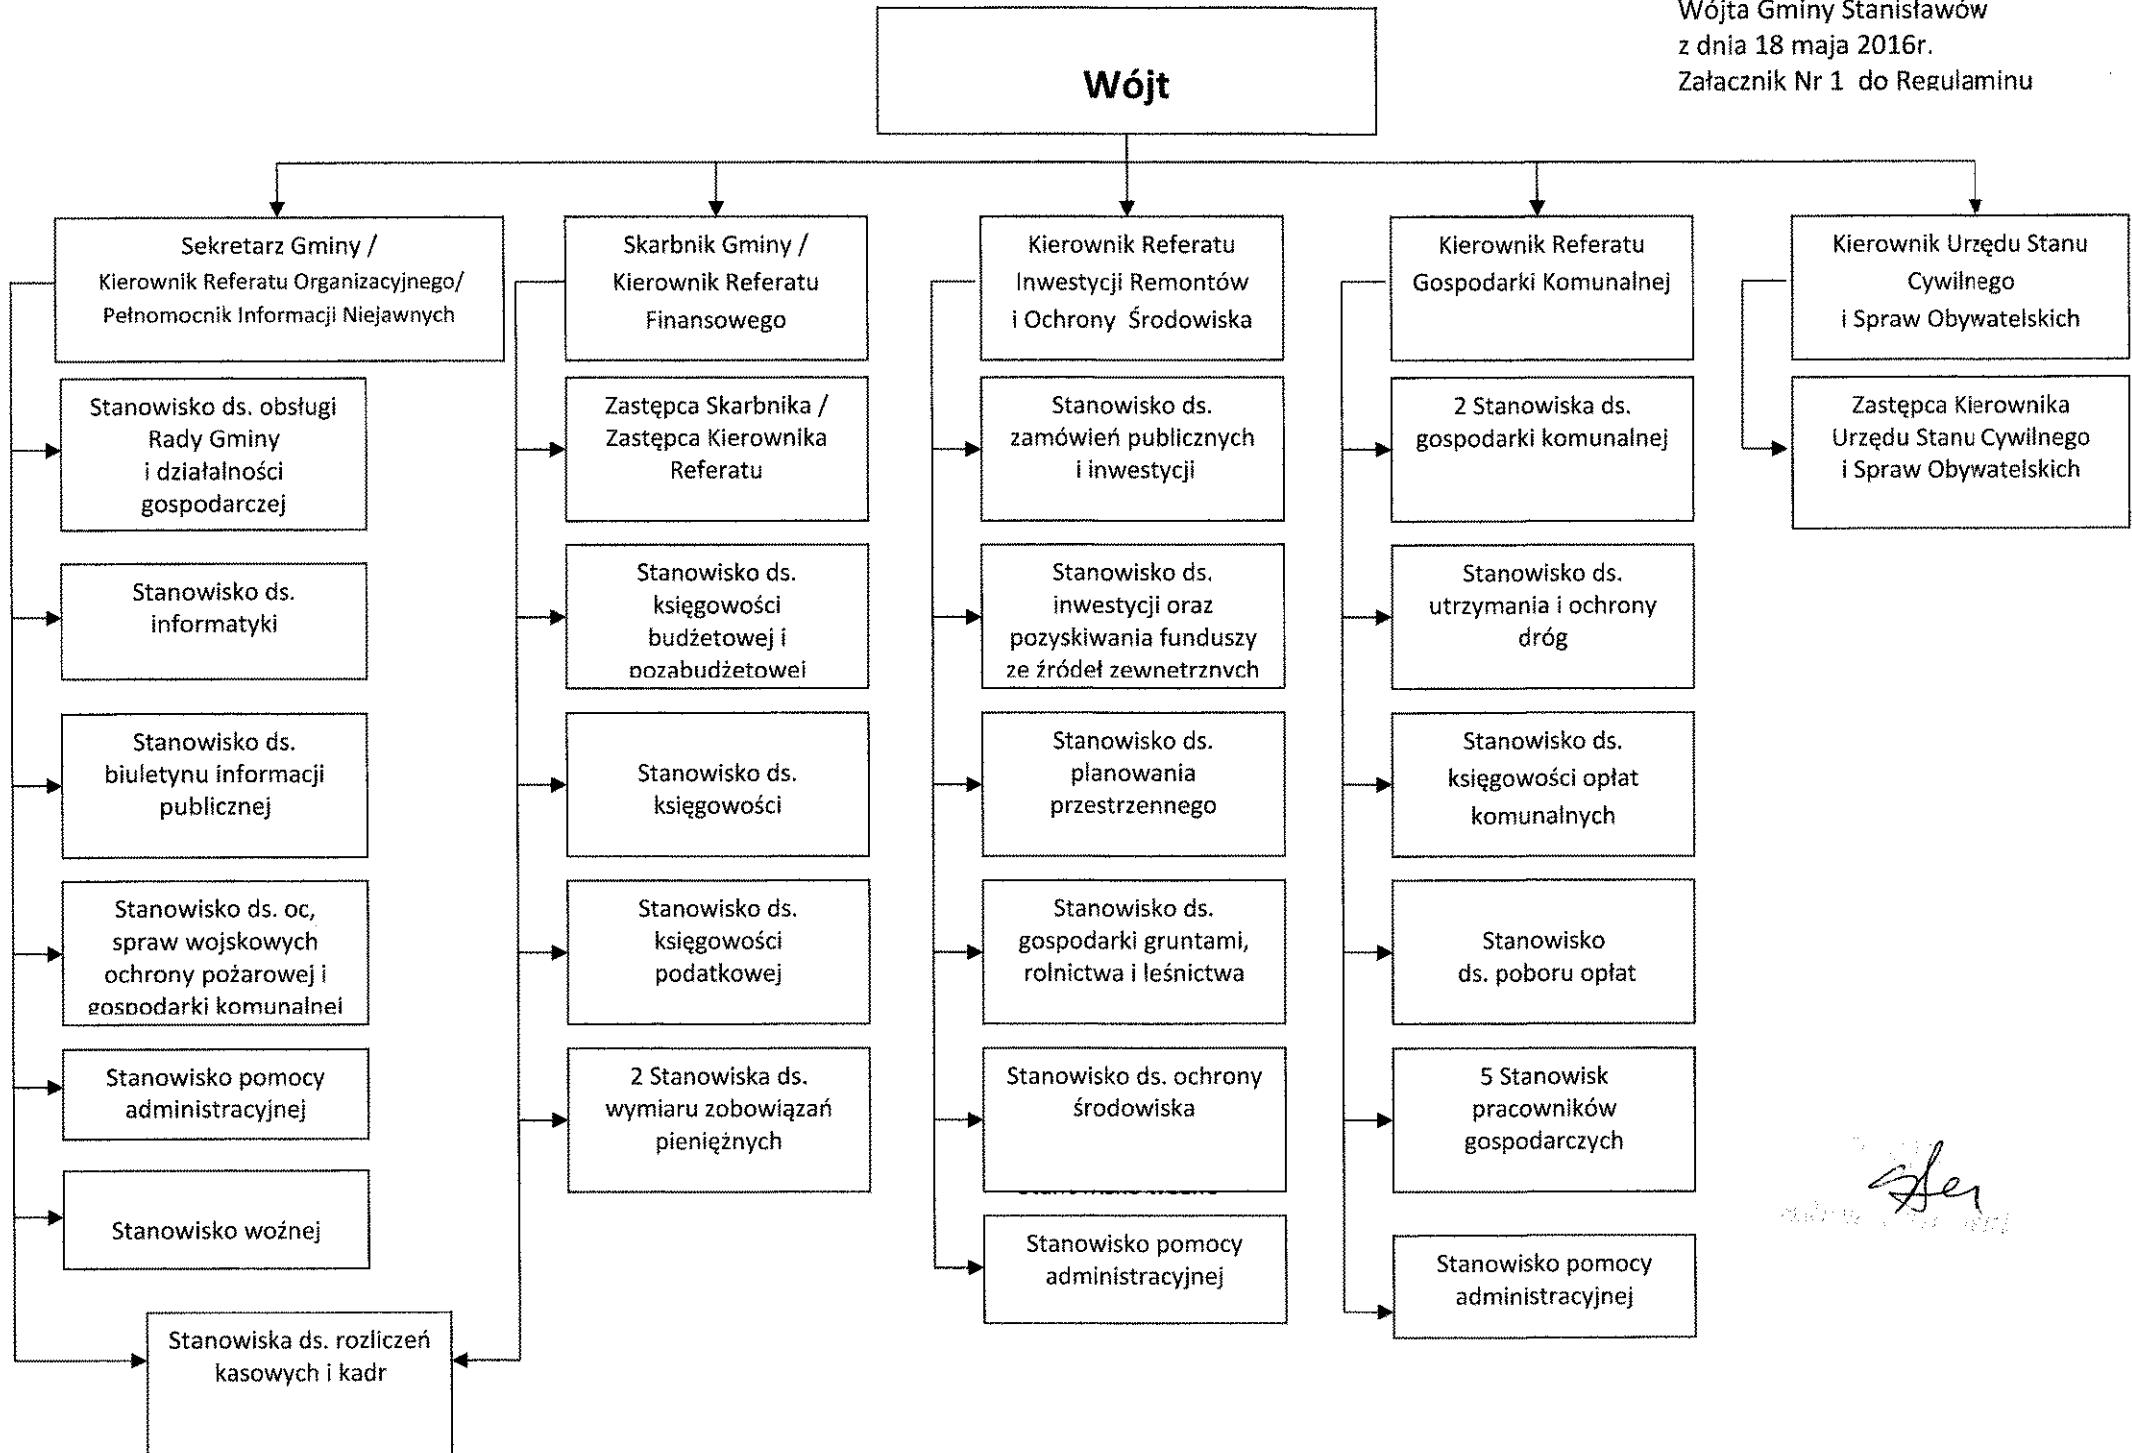 Wójta Gminy Stanisławów
z dnia 18 maja 2016r.
Załącznik Nr 1 do Regulaminu
Wójt
Sekretarz Gminy /
Kierownik Referatu Organizacyjnego/
Pełnomocnik Informacji Niejawnych
Stanowisko ds. obsługi
Rady Gminy
i działalności
gospodarczej
Stanowisko ds.
informatyki
Stanowisko ds.
biuletynu informacji
publicznej
Stanowisko ds. oc,
spraw wojskowych
ochrony pożarowej i
gospodarki komunalnej
Stanowisko pomocy
administracyjnej
Stanowisko woźnej
Stanowiska ds. rozliczeń
kasowych i kadr
Skarbnik Gminy /
Kierownik Referatu
Finansowego
Zastępca Skarbnika /
Zastępca Kierownika
Referatu
Stanowisko ds.
księgowości
budżetowej i
pozabudżetowej
Stanowisko ds.
księgowości
Stanowisko ds.
księgowości
podatkowej
2 Stanowiska ds.
wymiaru zobowiązań
pieniężnych
Kierownik Referatu
Inwestycji Remontów
i Ochrony Środowiska
Stanowisko ds.
zamówień publicznych
i inwestycji
Stanowisko ds.
inwestycji oraz
pozyskiwania funduszy
ze źródeł zewnętrznych
Stanowisko ds.
planowania
przestrzennego
Stanowisko ds.
gospodarki gruntami,
rolnictwa i leśnictwa
Stanowisko ds. ochrony
środowiska
Stanowisko pomocy
administracyjnej
Kierownik Referatu
Gospodarki Komunalnej
2 Stanowiska ds.
gospodarki komunalnej
Stanowisko ds.
utrzymania i ochrony
dróg
Stanowisko ds.
księgowości opłat
komunalnych
Stanowisko
ds. poboru opłat
5 Stanowisk
pracowników
gospodarczych
Stanowisko pomocy
administracyjnej
Kierownik Urzędu Stanu
Cywilnego
i Spraw Obywatelskich
Zastępca Kierownika
Urzędu Stanu Cywilnego
i Spraw Obywatelskich